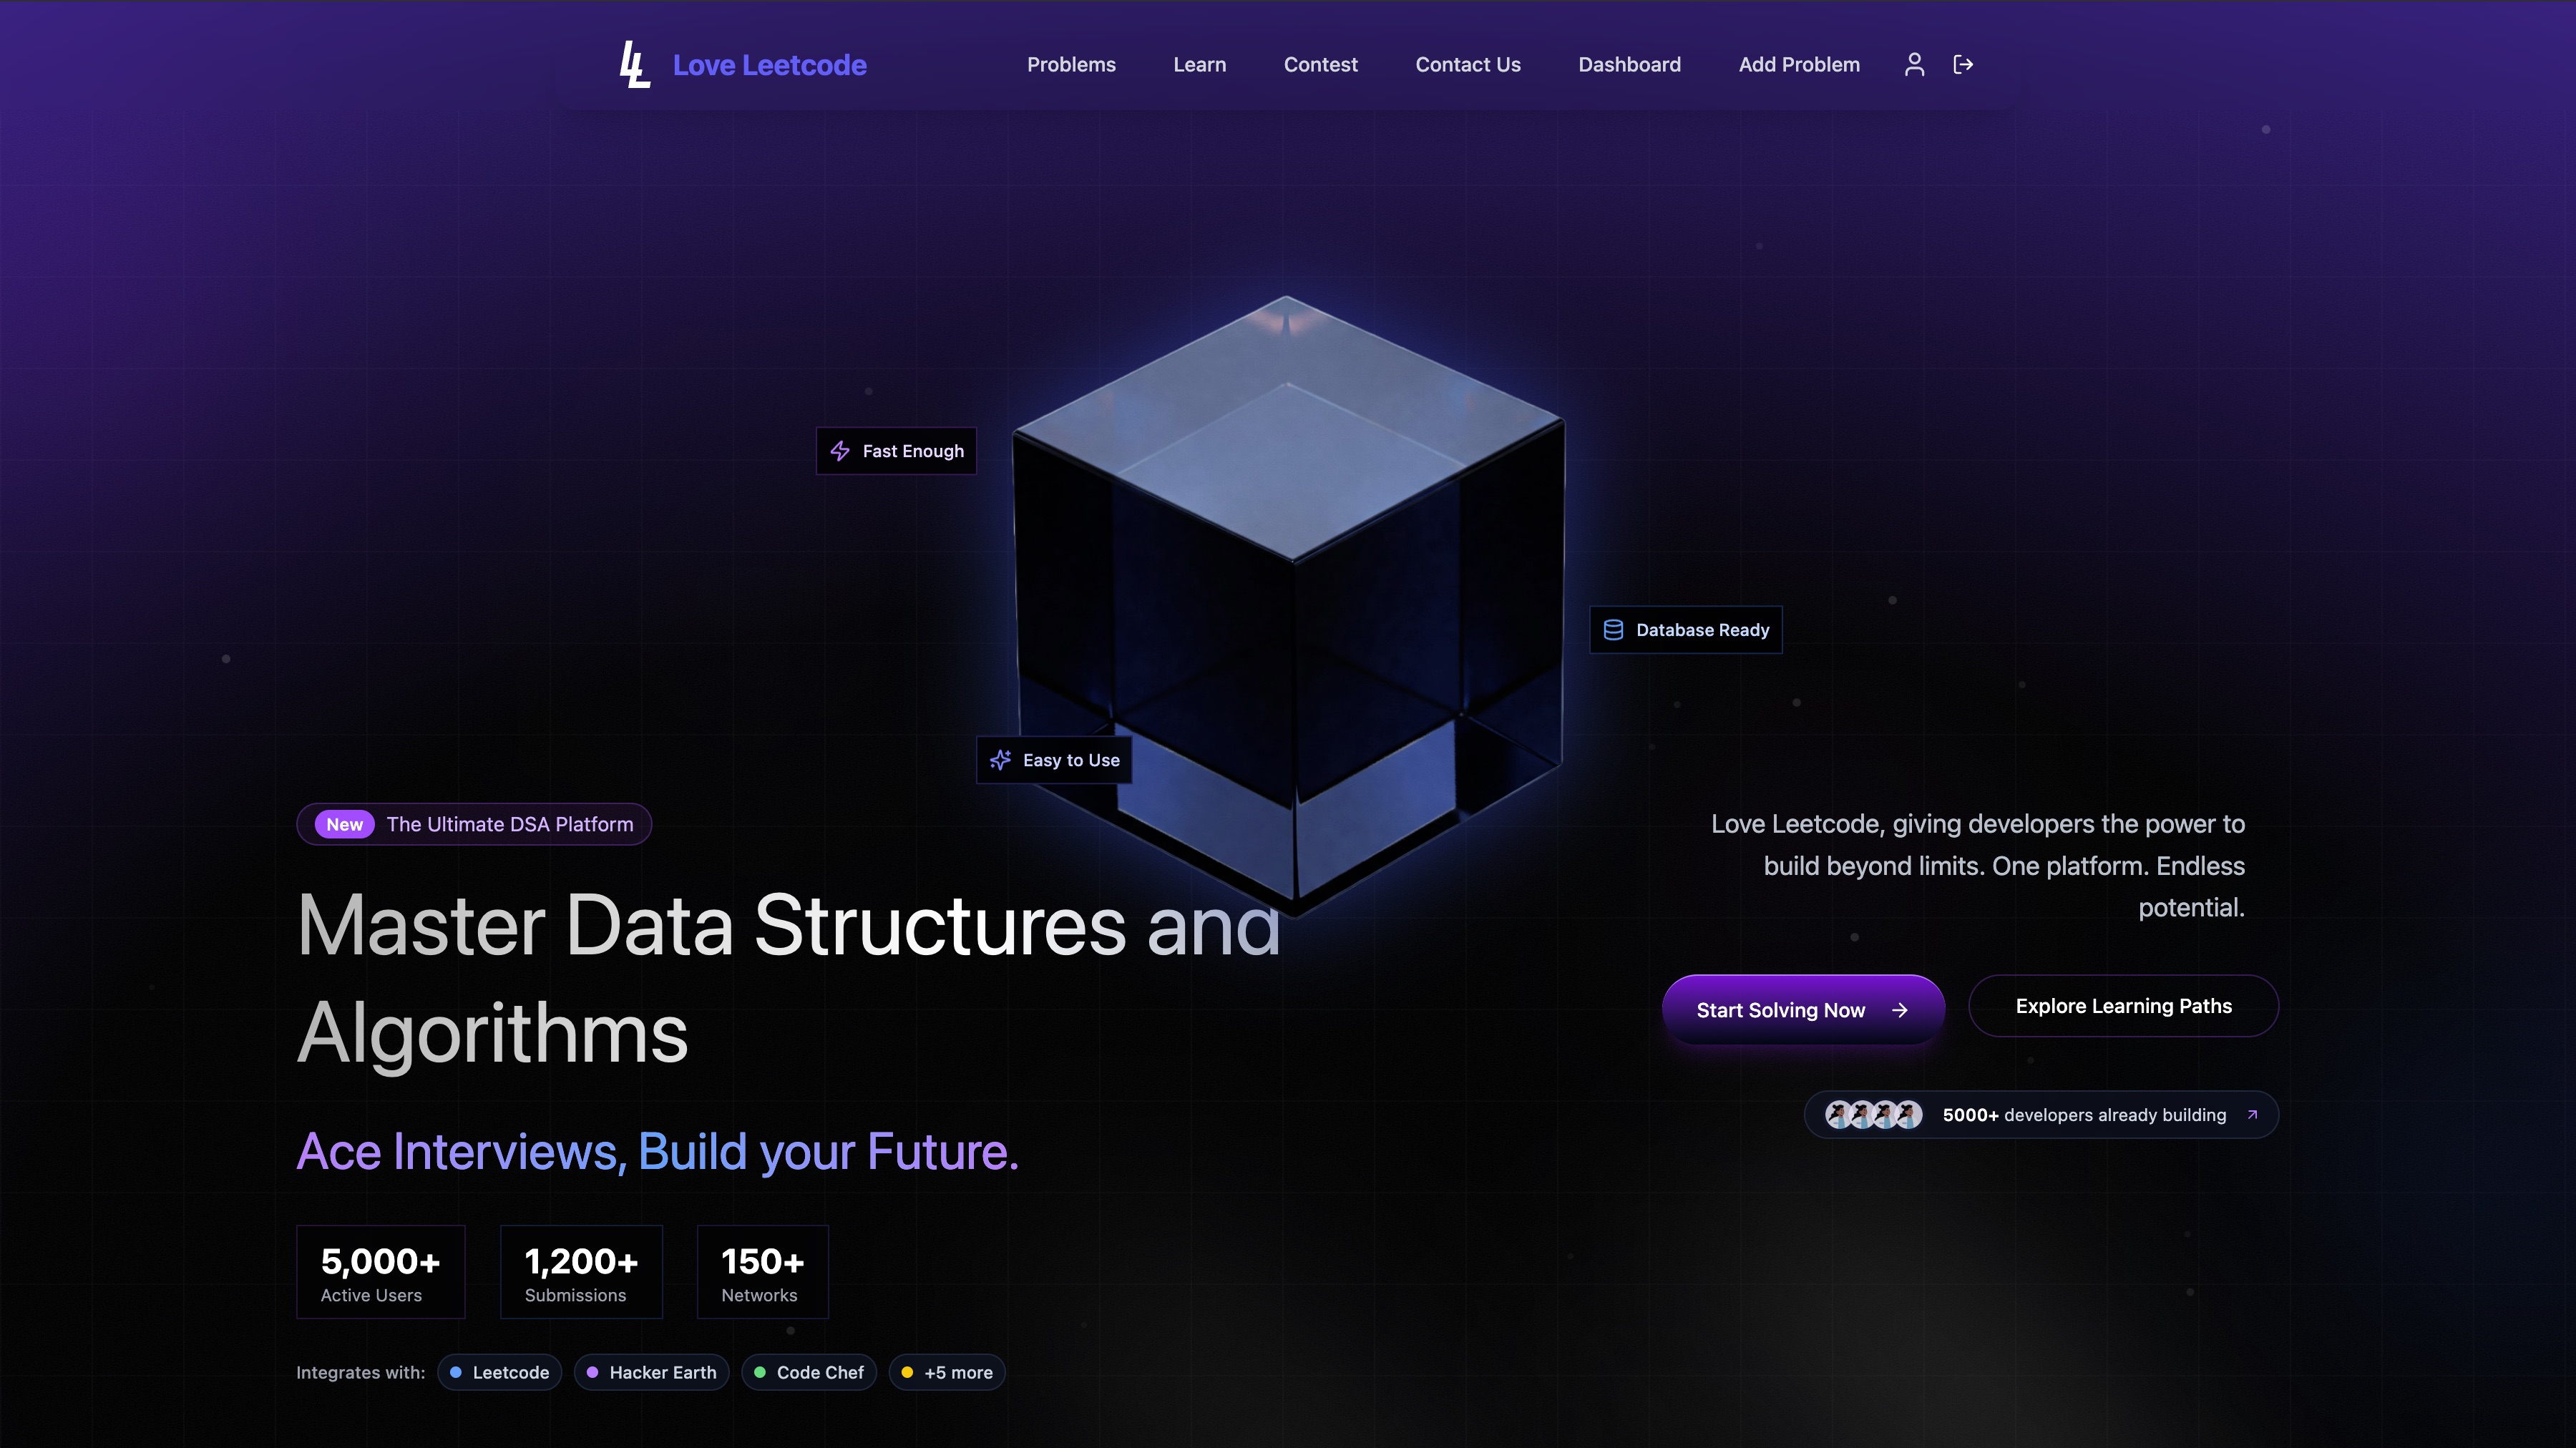 LL Love Leetcode
Problems Learn Contest Contact Us Dashboard Add Problem
Fast Enough
Database Ready
Easy to Use
New The Ultimate DSA Platform
Master Data Structures and
Algorithms
Ace Interviews, Build your Future.
5,000+
Active Users
1,200+
Submissions
150+
Networks
Integrates with: Leetcode Hacker Earth Code Chef +5 more
Love Leetcode, giving developers the power to
build beyond limits. One platform. Endless
potential.
Start Solving Now
Explore Learning Paths
5000+ developers already building